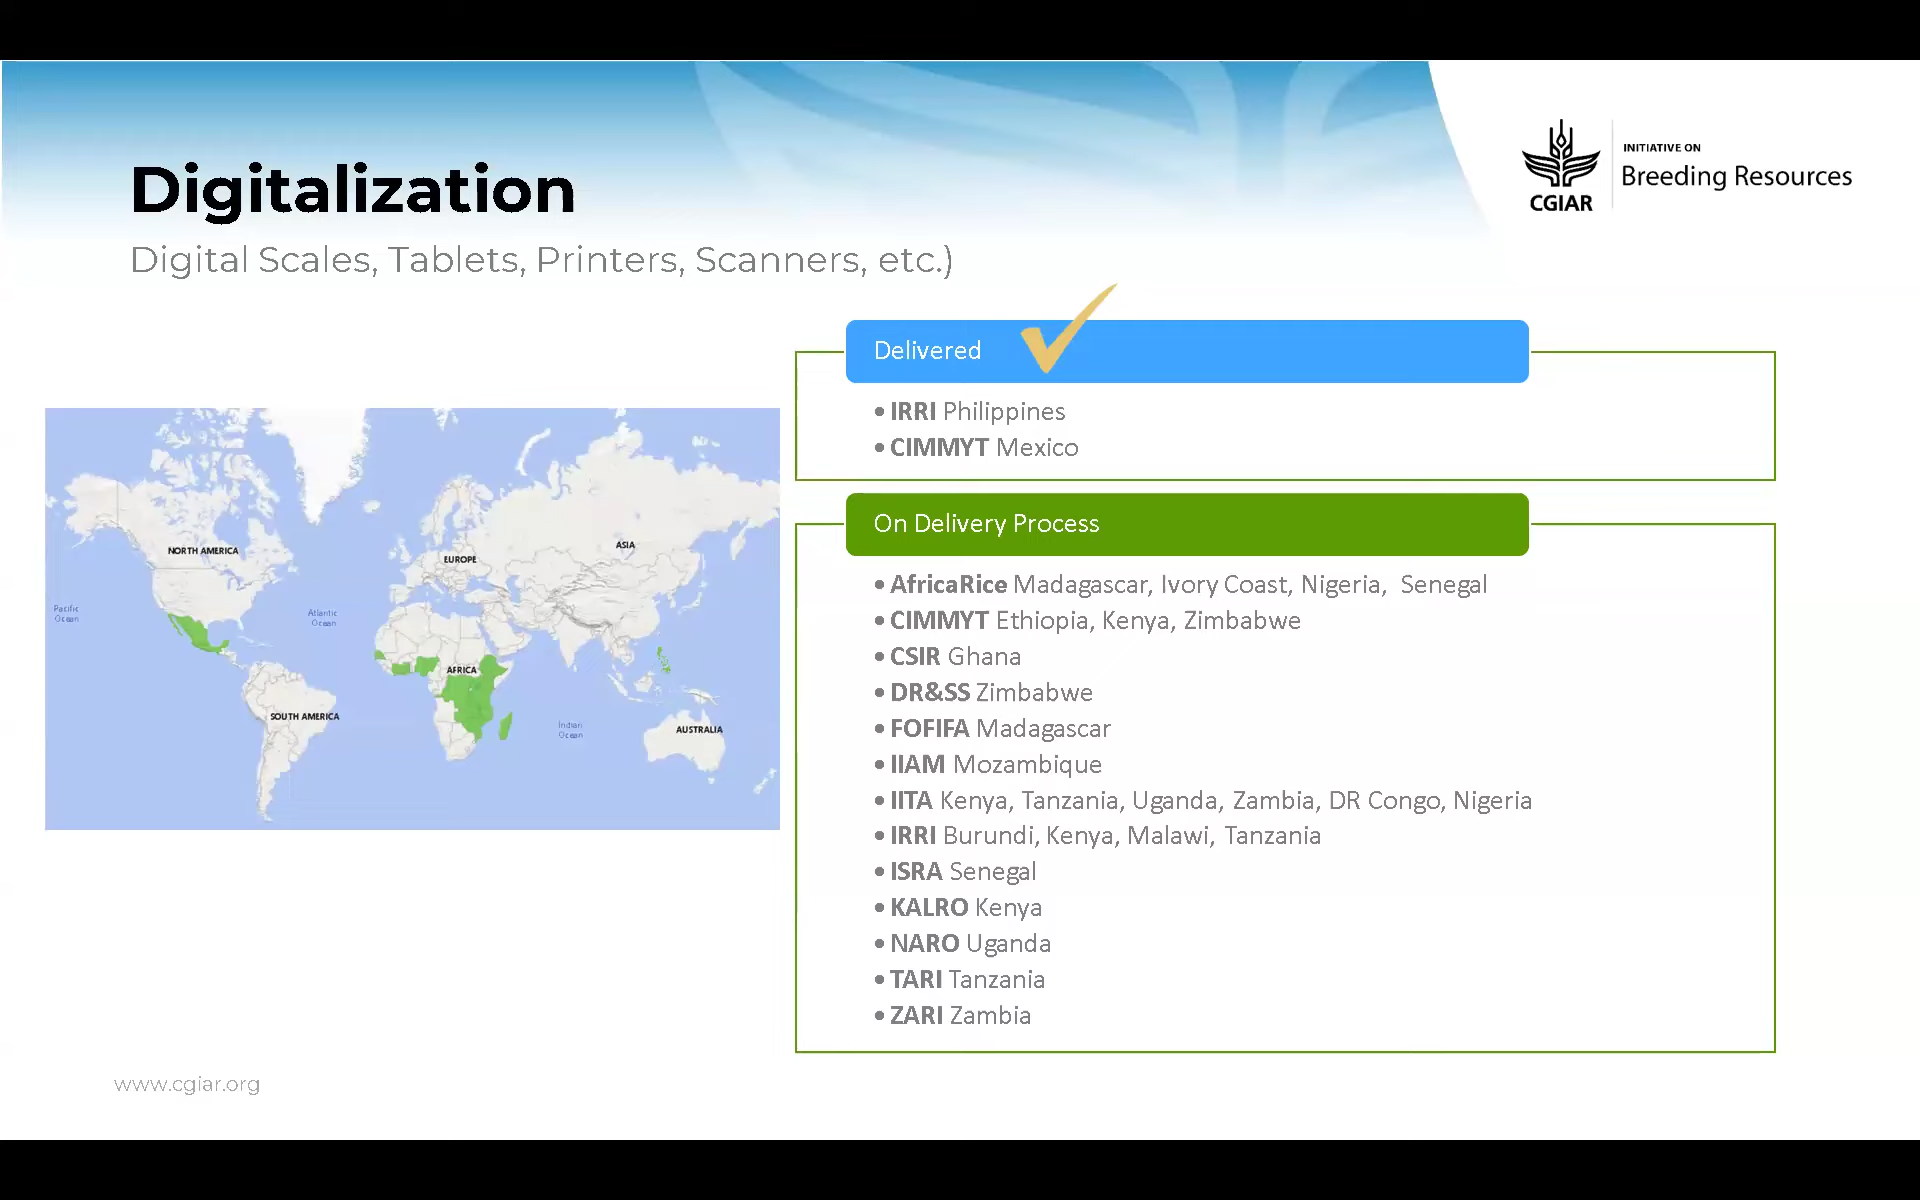 Digitalization
Digital Scales, Tablets, Printers, Scanners, etc.)
INITIATIVE ON
Breeding Resources
CGIAR
Delivered
• IRRI Philippines
• CIMMYT Mexico
On Delivery Process
• AfricaRice Madagascar, Ivory Coast, Nigeria, Senegal
• CIMMYT Ethiopia, Kenya, Zimbabwe
• CSIR Ghana
• DR&SS Zimbabwe
• FOFIFA Madagascar
• IIAM Mozambique
• IITA Kenya, Tanzania, Uganda, Zambia, DR Congo, Nigeria
• IRRI Burundi, Kenya, Malawi, Tanzania
• ISRA Senegal
• KALRO Kenya
• NARO Uganda
• TARI Tanzania
• ZARI Zambia
NORTH AMERICA
EUROPE
ASIA
Pacific
Ocean
Atlantic
Ocean
AFRICA
SOUTH AMERICA
Indian
Ocean
AUSTRALIA
www.cgiar.org